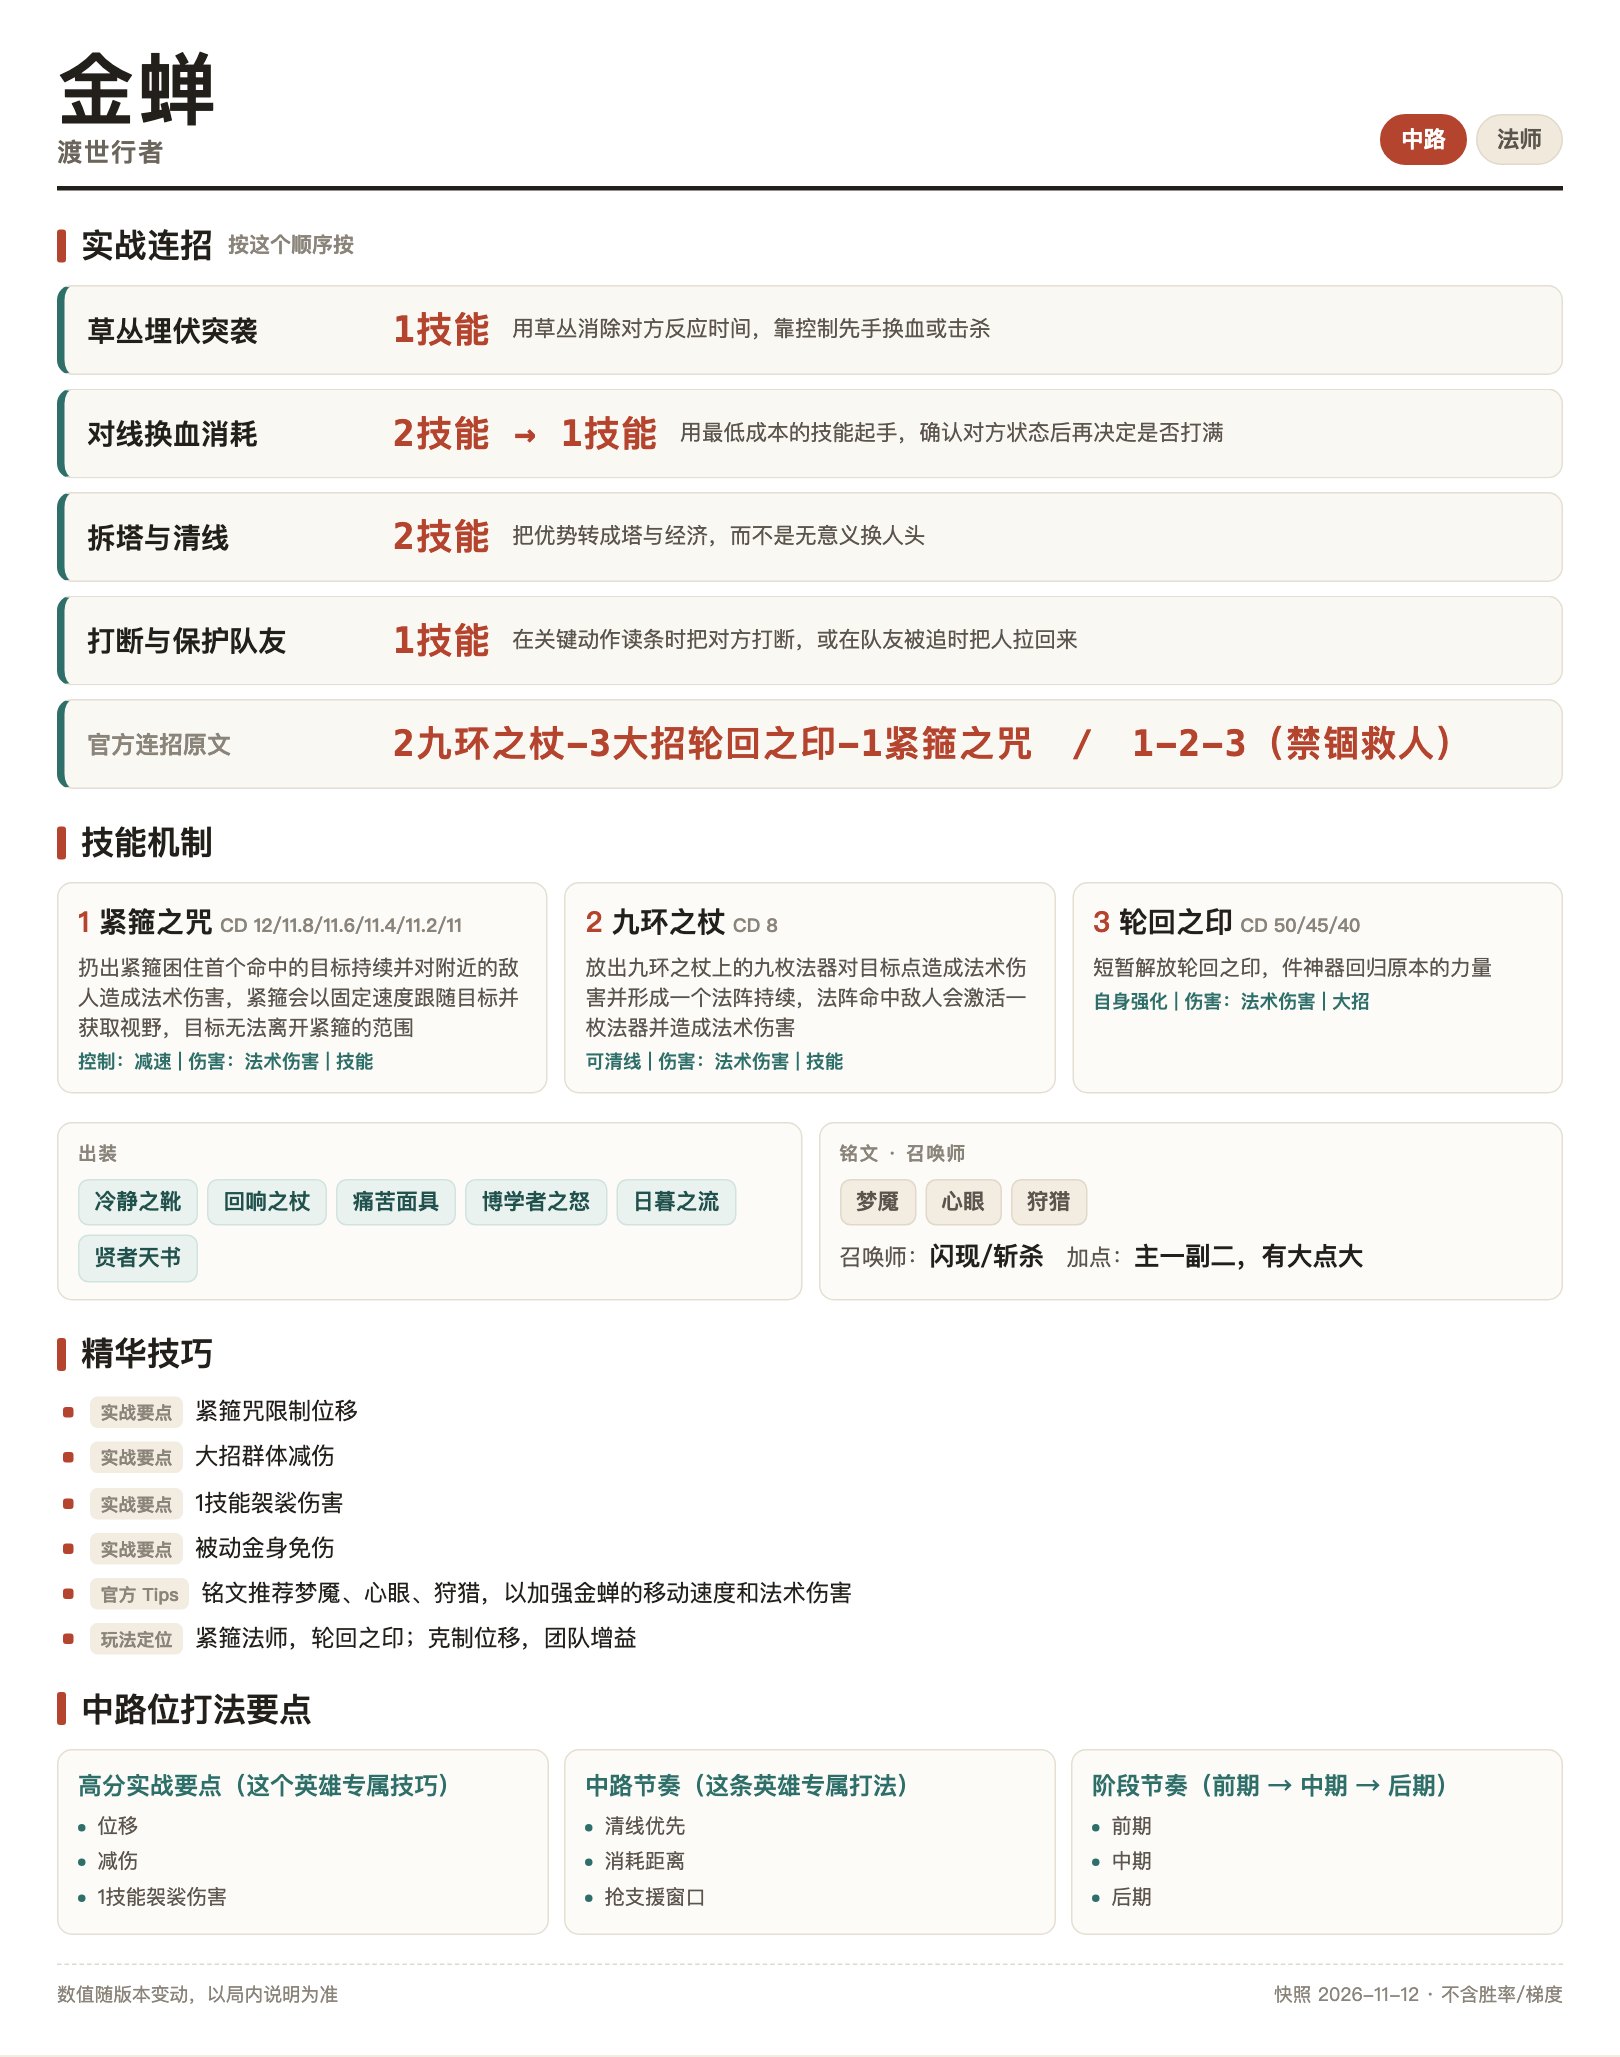 金蝉
渡世行者
中路
法师
实战连招 按这个顺序按
草丛埋伏突袭 1技能 用草丛消除对方反应时间，靠控制先手换血或击杀
对线换血消耗 2技能 → 1技能 用最低成本的技能起手，确认对方状态后再决定是否打满
拆塔与清线 2技能 把优势转成塔与经济，而不是无意义换人头
打断与保护队友 1技能 在关键动作读条时把对方打断，或在队友被追时把人拉回来
官方连招原文 2九环之杖-3大招轮回之印-1紧箍之咒 / 1-2-3（禁锢救人）
技能机制
1 紧箍之咒 CD 12/11.8/11.6/11.4/11.2/11
扔出紧箍困住首个命中的目标持续并对附近的敌
人造成法术伤害，紧箍会以固定速度跟随目标并
获取视野，目标无法离开紧箍的范围
控制：减速 | 伤害：法术伤害 | 技能
2 九环之杖 CD 8
放出九环之杖上的九枚法器对目标点造成法术伤
害并形成一个法阵持续，法阵命中敌人会激活一
枚法器并造成法术伤害
可清线 | 伤害：法术伤害 | 技能
3 轮回之印 CD 50/45/40
短暂解放轮回之印，件神器回归原本的力量
自身强化 | 伤害：法术伤害 | 大招
出装
冷静之靴 回响之杖 痛苦面具 博学者之怒 日暮之流
贤者天书
铭文 · 召唤师
梦魇 心眼 狩猎
召唤师：闪现/斩杀 加点：主一副二，有大点大
精华技巧
实战要点 紧箍咒限制位移
实战要点 大招群体减伤
实战要点 1技能袈裟伤害
实战要点 被动金身免伤
官方 Tips 铭文推荐梦魇、心眼、狩猎，以加强金蝉的移动速度和法术伤害
玩法定位 紧箍法师，轮回之印；克制位移，团队增益
中路位打法要点
高分实战要点（这个英雄专属技巧）
位移
减伤
1技能袈裟伤害
中路节奏（这条英雄专属打法）
清线优先
消耗距离
抢支援窗口
阶段节奏（前期 → 中期 → 后期）
前期
中期
后期
数值随版本变动，以局内说明为准
快照 2026-11-12 · 不含胜率/梯度